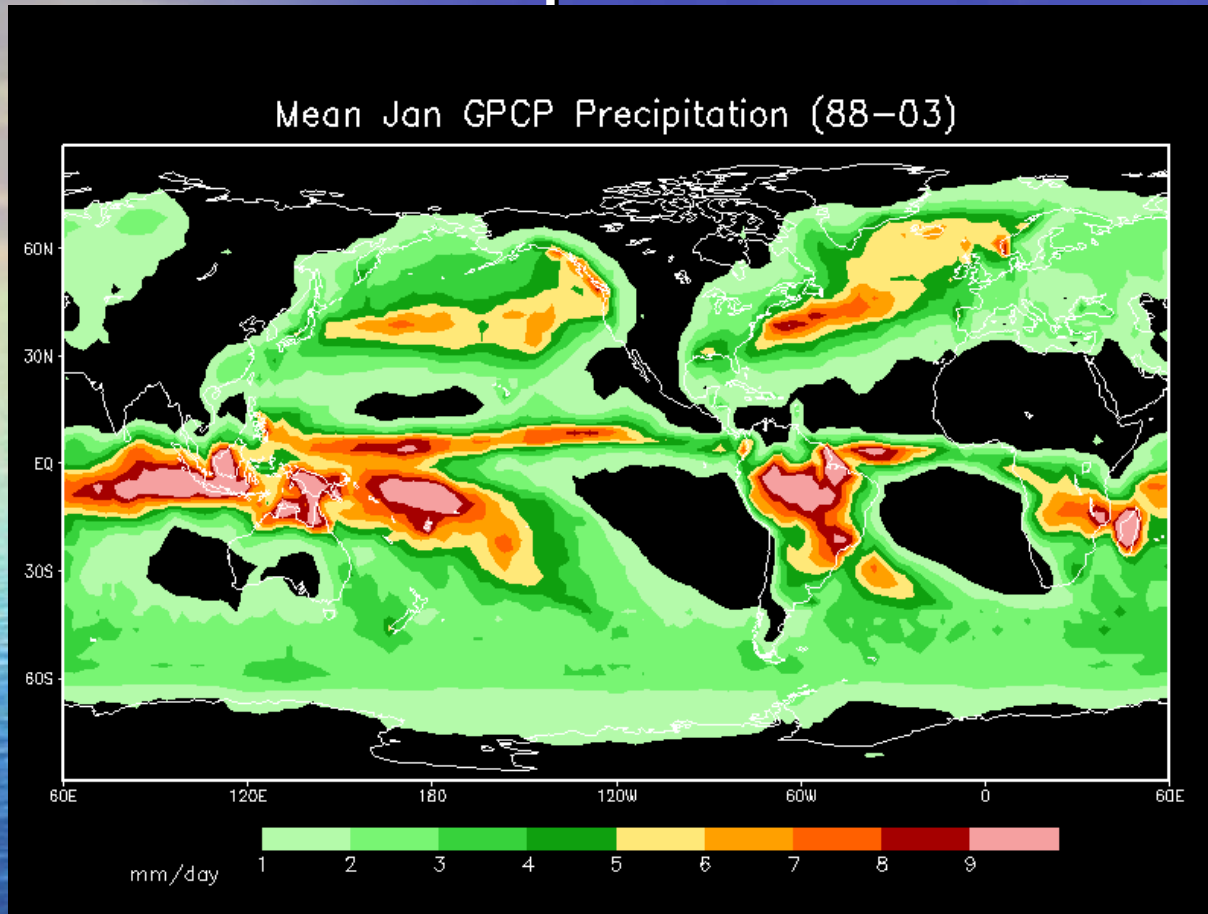 Mean Jan GPCP Precipitation (88-03)
60N
30N
EQ
30S
60S
60E 120E 180 120W 60W 0 60E
1 2 3 4 5 6 7 8 9
mm/day